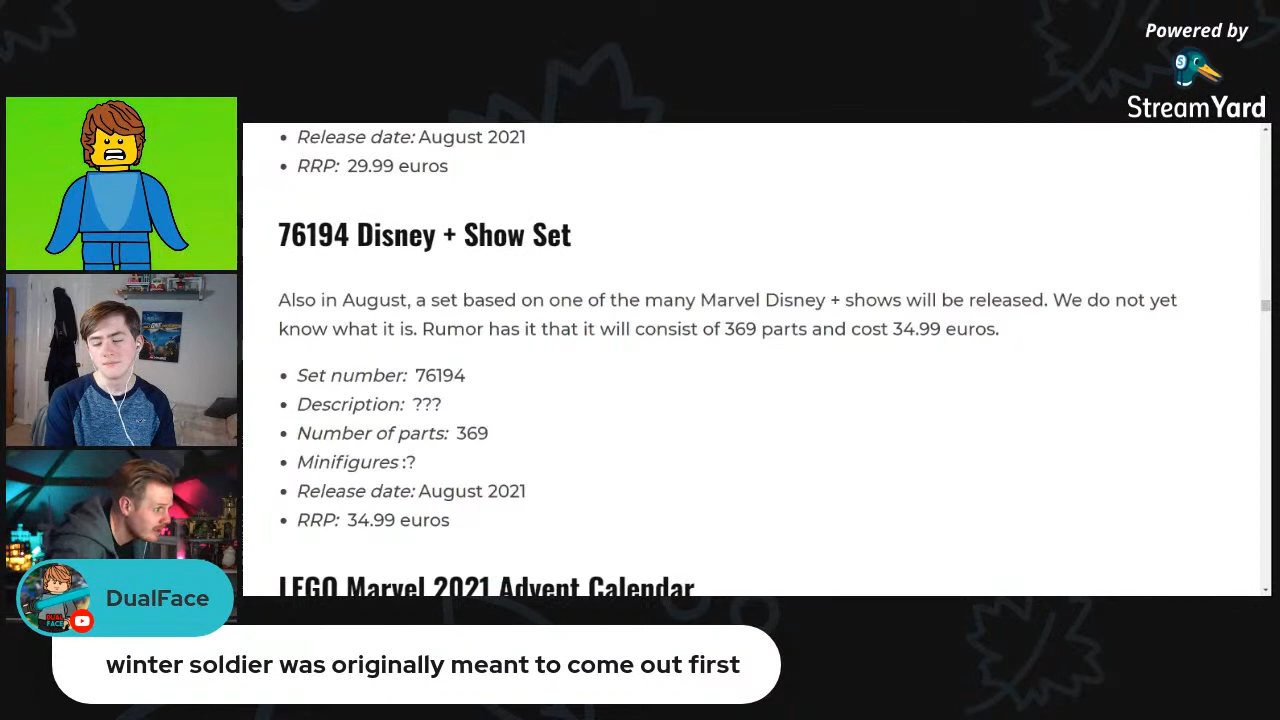 Powered by
StreamYard
Release date: August 2021
RRP: 29.99 euros
76194 Disney + Show Set
Also in August, a set based on one of the many Marvel Disney + shows will be released. We do not yet
know what it is. Rumor has it that it will consist of 369 parts and cost 34.99 euros.
Set number: 76194
Description: ???
Number of parts: 369
Minifigures :?
Release date: August 2021
RRP: 34.99 euros
LEGO Marvel 2021 Advent Calendar
DualFace
winter soldier was originally meant to come out first